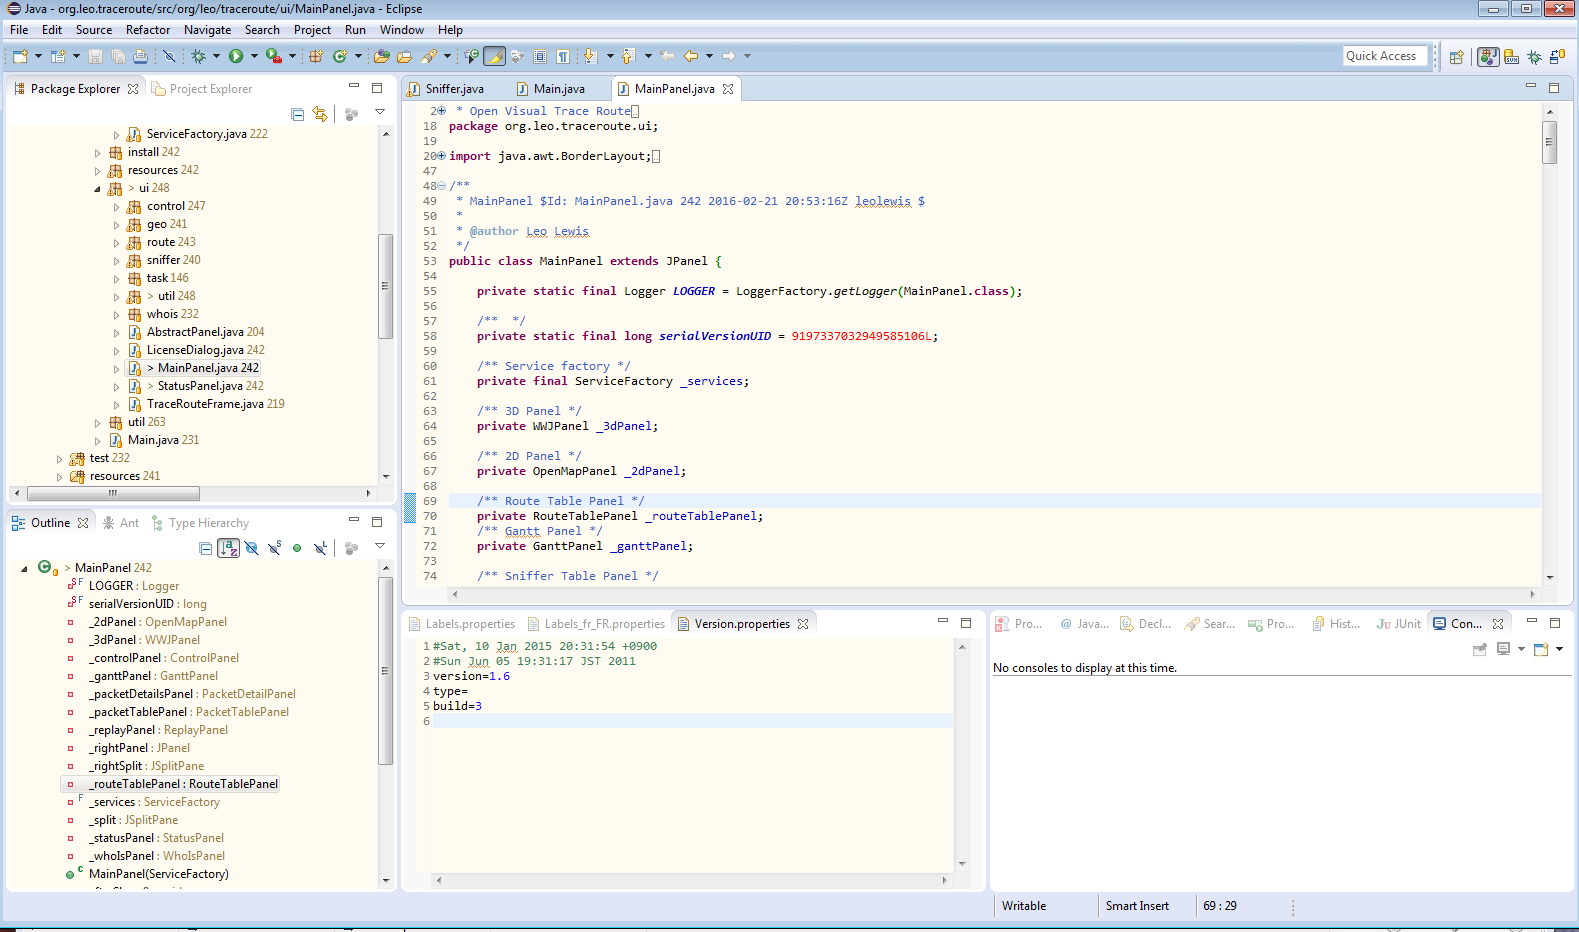 Java - org.leo.traceroute/src/org/leo/traceroute/ui/MainPanel.java - Eclipse
File Edit Source Refactor Navigate Search Project Run Window Help
Quick Access
Package Explorer Project Explorer
ServiceFactory.java 222
install 242
resources 242
> ui 248
control 247
geo 241
route 243
sniffer 240
task 146
> util 248
whois 232
AbstractPanel.java 204
LicenseDialog.java 242
> MainPanel.java 242
> StatusPanel.java 242
TraceRouteFrame.java 219
util 263
Main.java 231
test 232
resources 241
Outline Ant Type Hierarchy
> MainPanel 242
LOGGER : Logger
serialVersionUID : long
_2dPanel : OpenMapPanel
_3dPanel : WWJPanel
_controlPanel : ControlPanel
_ganttPanel : GanttPanel
_packetDetailsPanel : PacketDetailPanel
_packetTablePanel : PacketTablePanel
_replayPanel : ReplayPanel
_rightPanel : JPanel
_rightSplit : JSplitPane
_routeTablePanel : RouteTablePanel
_services : ServiceFactory
_split : JSplitPane
_statusPanel : StatusPanel
_whoIsPanel : WhoIsPanel
MainPanel(ServiceFactory)
Sniffer.java Main.java MainPanel.java
2 * Open Visual Trace Route
18 package org.leo.traceroute.ui;
19
20 import java.awt.BorderLayout;
47
48 /**
49 * MainPanel $Id: MainPanel.java 242 2016-02-21 20:53:16Z leolewis $
50 *
51 * @author Leo Lewis
52 */
53 public class MainPanel extends JPanel {
54
55 private static final Logger LOGGER = LoggerFactory.getLogger(MainPanel.class);
56
57 /** */
58 private static final long serialVersionUID = 9197337032949585106L;
59
60 /** Service factory */
61 private final ServiceFactory _services;
62
63 /** 3D Panel */
64 private WWJPanel _3dPanel;
65
66 /** 2D Panel */
67 private OpenMapPanel _2dPanel;
68
69 /** Route Table Panel */
70 private RouteTablePanel _routeTablePanel;
71 /** Gantt Panel */
72 private GanttPanel _ganttPanel;
73
74 /** Sniffer Table Panel */
Labels.properties Labels_fr_FR.properties Version.properties
1 #Sat, 10 Jan 2015 20:31:54 +0900
2 #Sun Jun 05 19:31:17 JST 2011
3 version=1.6
4 type=
5 build=3
6
Pro... @ Java... Decl... Sear... Pro... Hist... Ju JUnit Con...
No consoles to display at this time.
Writable Smart Insert 69 : 29